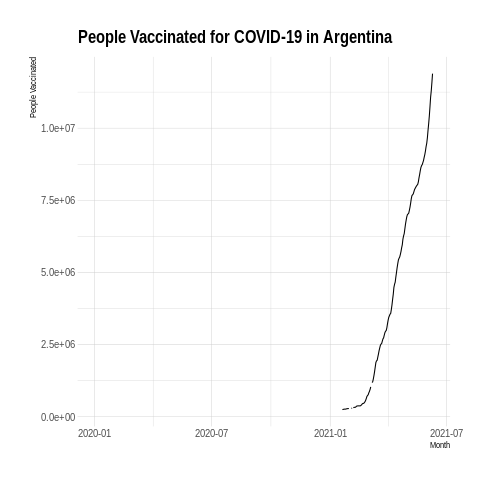 People Vaccinated for COVID-19 in Argentina
People Vaccinated
1.0e+07
7.5e+06
5.0e+06
2.5e+06
0.0e+00
2020-01 2020-07 2021-01 2021-07
Month